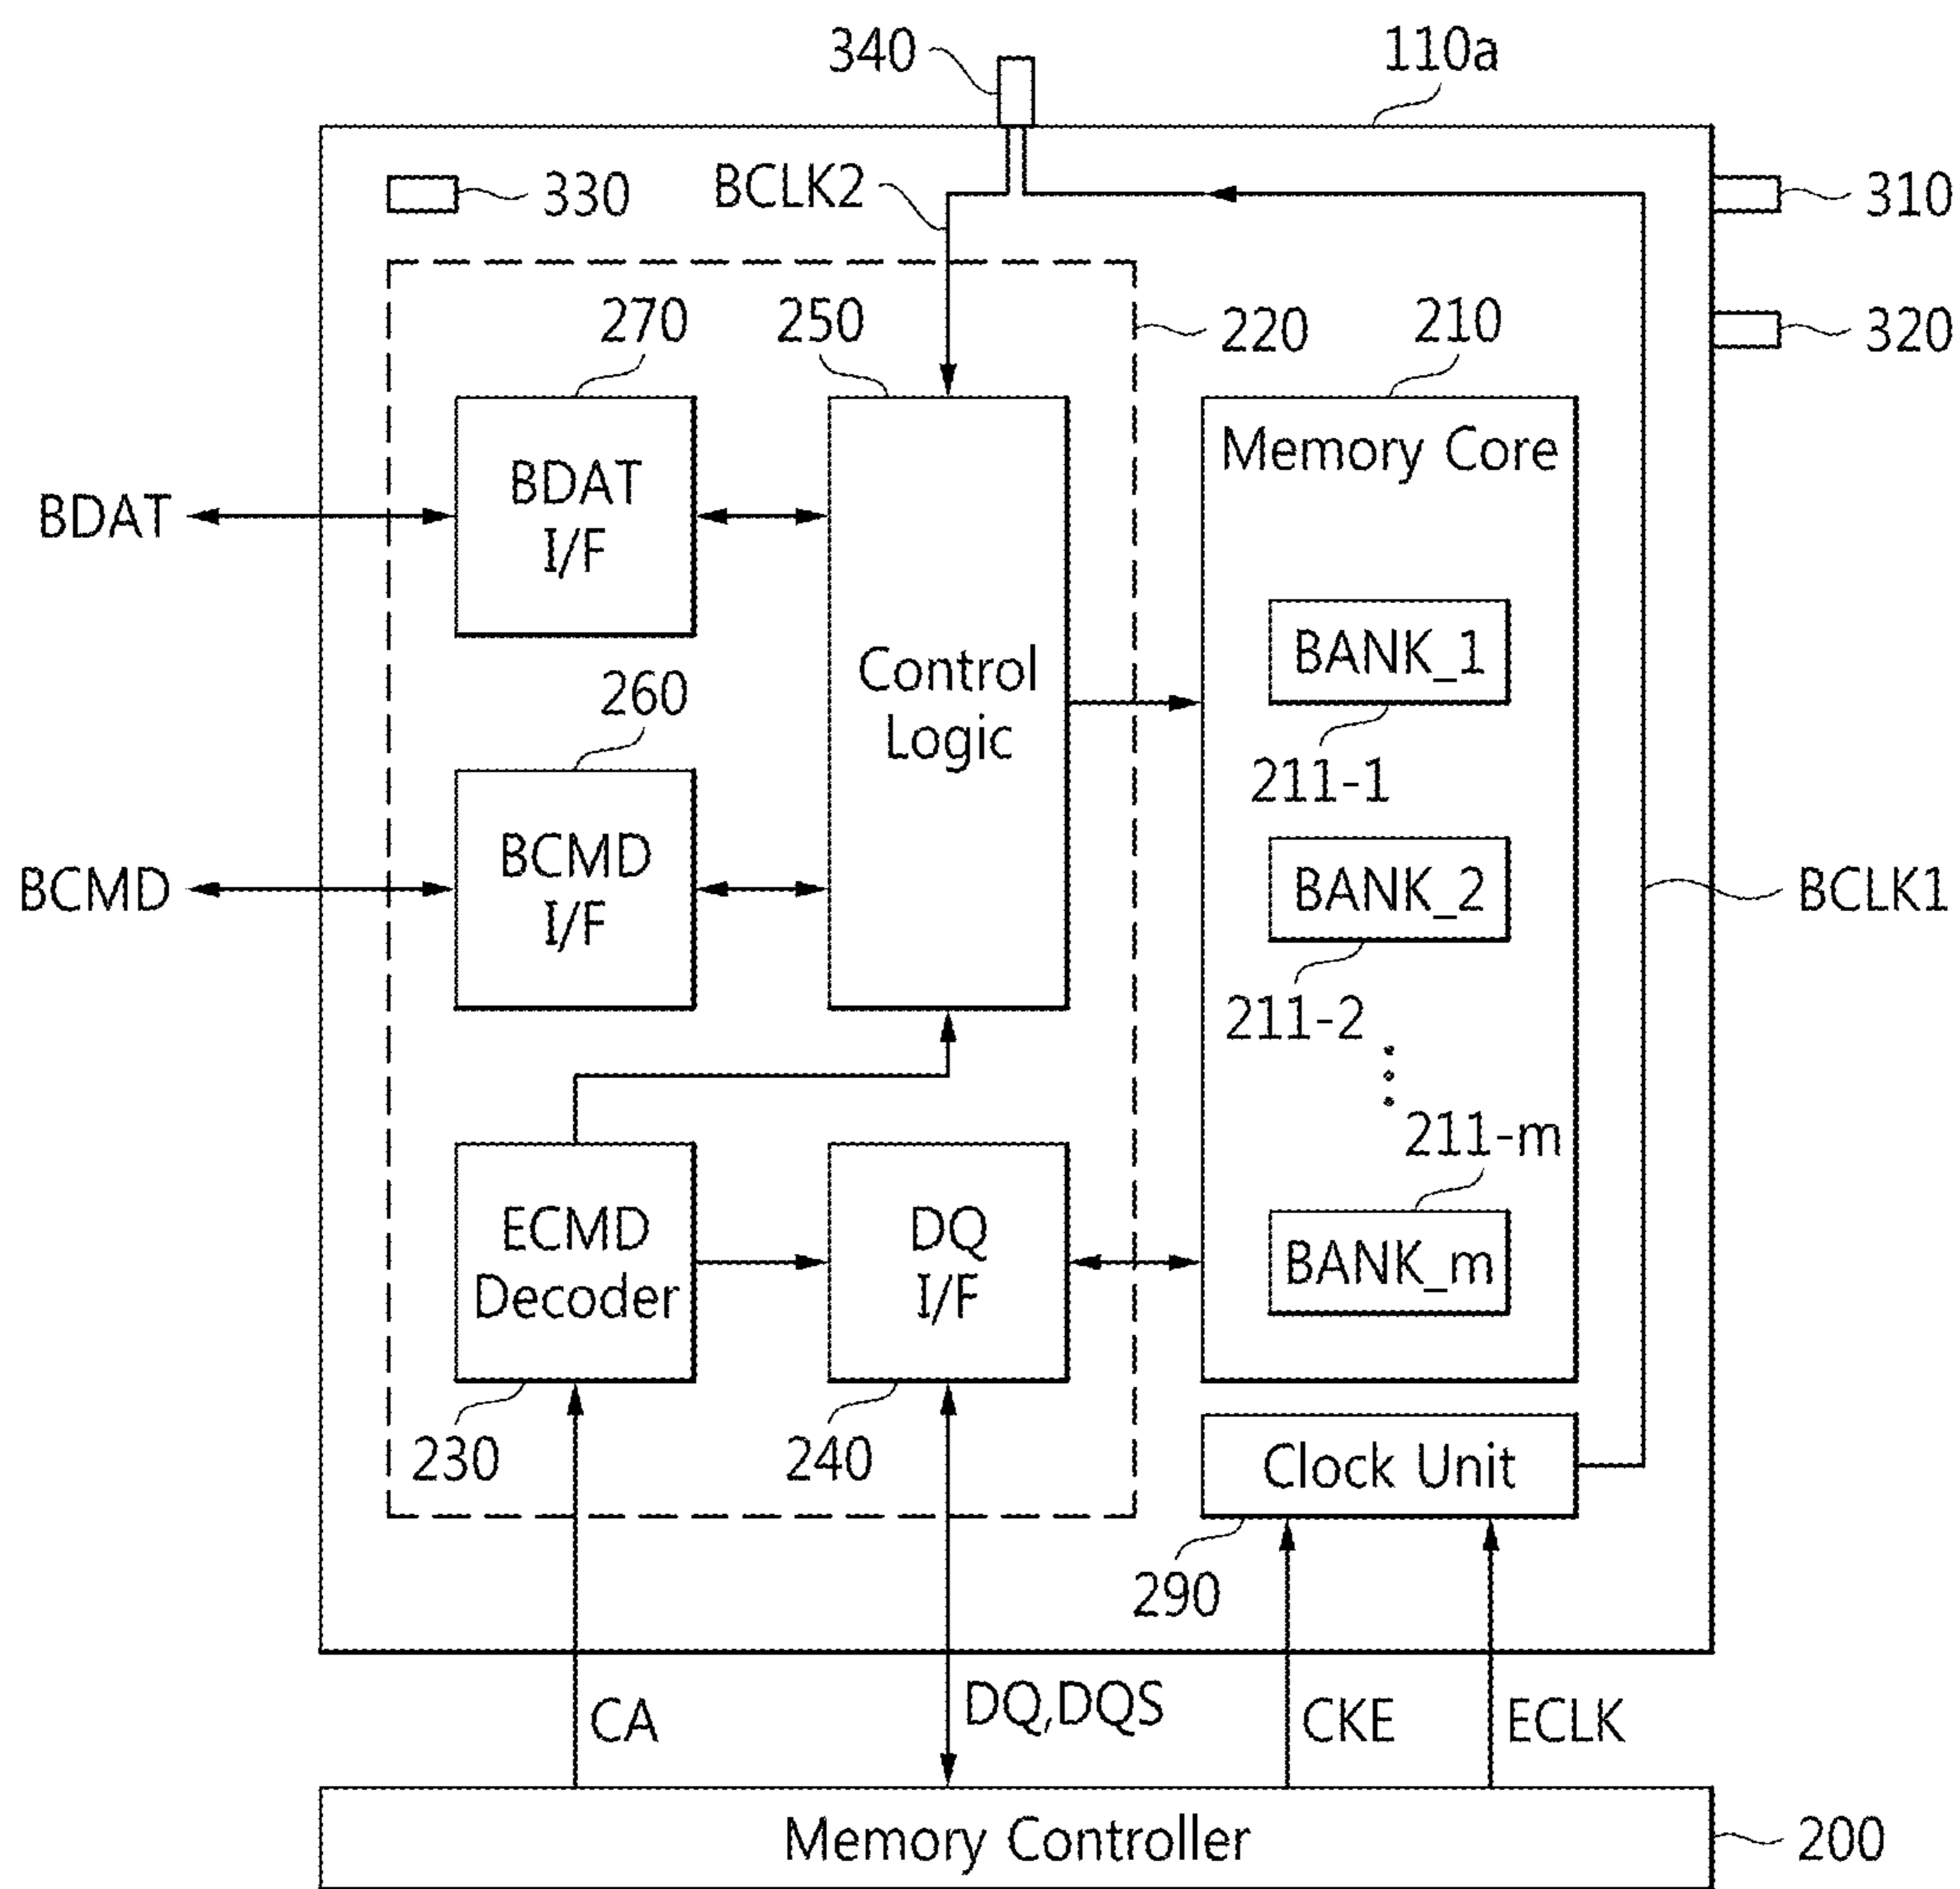 340
110a
BCLK2
330
310
270
250
220
210
320
BDAT
BDAT
I/F
Control
Logic
Memory Core
BANK_1
211-1
260
BCMD
BCMD
I/F
BANK_2
211-2
BCLK1
211-m
ECMD
Decoder
DQ
I/F
BANK_m
230
240
Clock Unit
290
CA
DQ,DQS
CKE
ECLK
Memory Controller
200